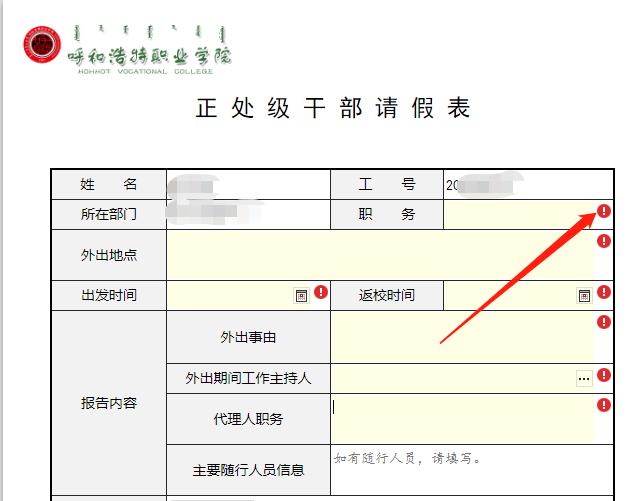 呼和浩特职业学院
HOHHOT VOCATIONAL COLLEGE
正处级干部请假表
姓 名
工 号 20
所在部门
职 务
外出地点
出发时间
返校时间
报告内容
外出事由
外出期间工作主持人
代理人职务
主要随行人员信息
如有随行人员，请填写。